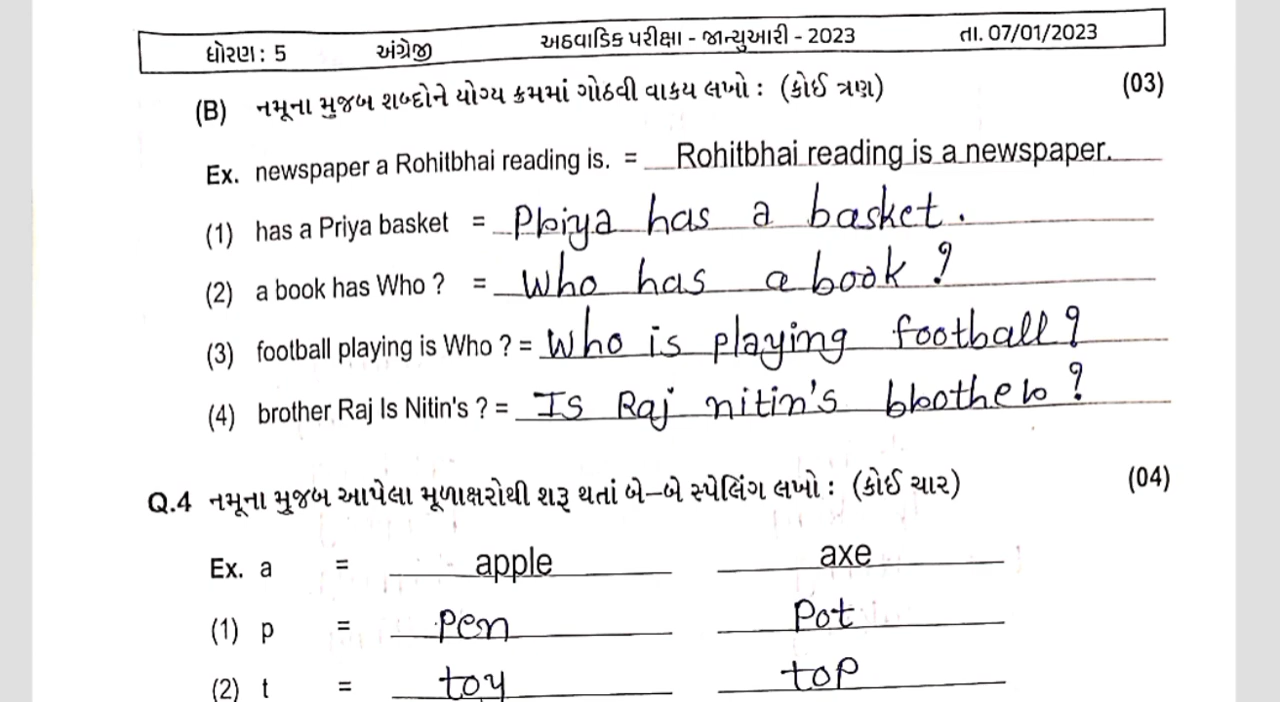 ધોરણ : 5 અંગ્રેજી અઠવાડિક પરીક્ષા - જાન્યુઆરી - 2023 તા. 07/01/2023
(B) નમૂના મુજબ શબ્દોને યોગ્ય ક્રમમાં ગોઠવી વાક્ય લખો : (કોઈ ત્રણ) (03)
Ex. newspaper a Rohitbhai reading is. = Rohitbhai reading is a newspaper.
(1) has a Priya basket = Priya has a basket.
(2) a book has Who ? = Who has a book ?
(3) football playing is Who ? = Who is playing football ?
(4) brother Raj Is Nitin's ? = Is Raj nitin's brother ?
Q.4 નમૂના મુજબ આપેલા મૂળાક્ષરોથી શરૂ થતાં બે-બે સ્પેલિંગ લખો : (કોઈ ચાર) (04)
Ex. a = apple axe
(1) p = pen Pot
(2) t = toy top